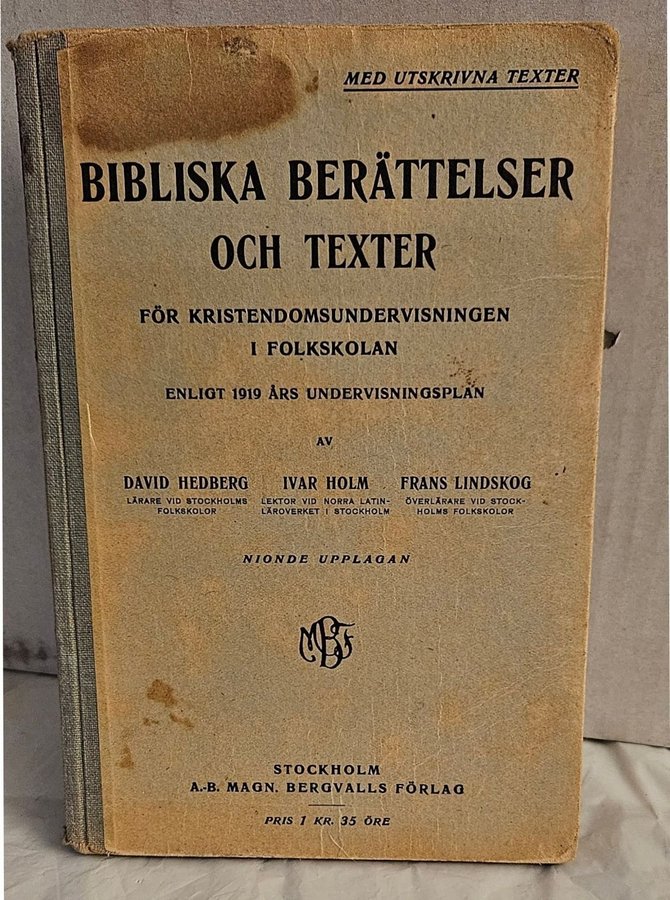 MED UTSKRIVNA TEXTER
BIBLISKA BERÄTTELSER
OCH TEXTER
FÖR KRISTENDOMSUNDERVISNINGEN
I FOLKSKOLAN
ENLIGT 1919 ÅRS UNDERVISNINGSPLAN
AV
DAVID HEDBERG IVAR HOLM FRANS LINDSKOG
LÄRARE VID STOCKHOLMS LEKTOR VID NORRA LATIN- ÖVERLÄRARE VID STOCK-
FOLKSKOLOR LÄROVERKET I STOCKHOLM HOLMS FOLKSKOLOR
NIONDE UPPLAGAN
MBF
STOCKHOLM
A.-B. MAGN. BERGVALLS FÖRLAG
PRIS 1 KR. 35 ÖRE